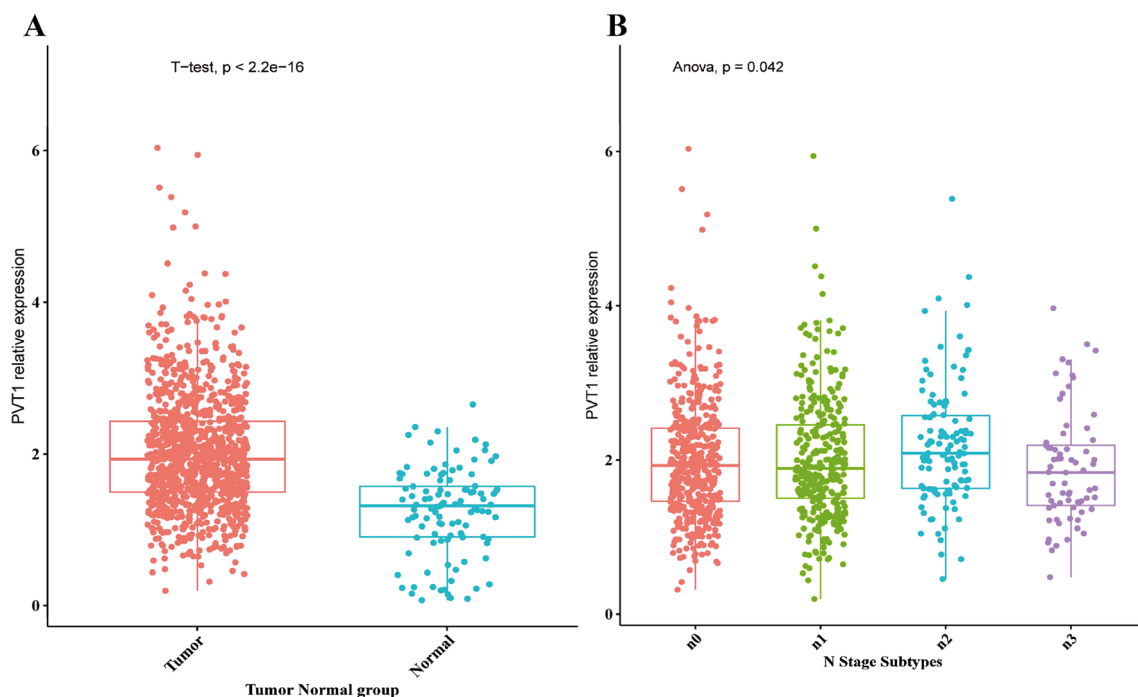 A
T-test, p < 2.2e-16
PVT1 relative expression
6
4
2
0
Tumor
Normal
Tumor Normal group
B
Anova, p = 0.042
PVT1 relative expression
6
4
2
0
n0
n1
n2
n3
N Stage Subtypes